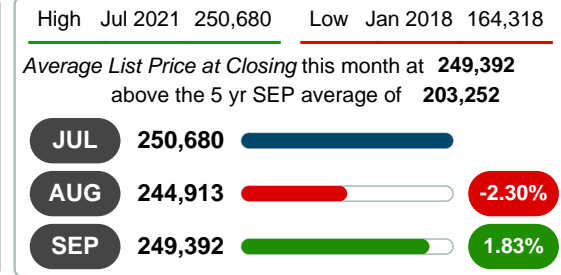 High Jul 2021 250,680 Low Jan 2018 164,318
Average List Price at Closing this month at 249,392
above the 5 yr SEP average of 203,252
JUL 250,680
AUG 244,913 -2.30%
SEP 249,392 1.83%